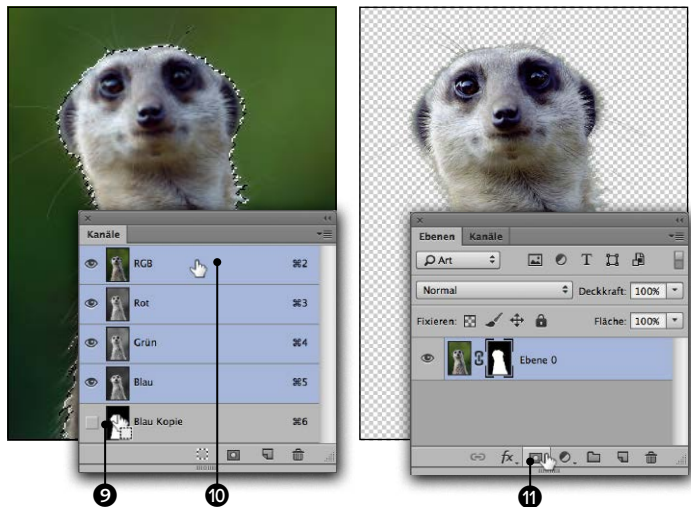 Kanäle
RGB ⌘2
Rot ⌘3
Grün ⌘4
Blau ⌘5
Blau Kopie ⌘6
9 10
Ebenen Kanäle
Art
Normal Deckkraft: 100%
Fixieren: Fläche: 100%
Ebene 0
fx
11